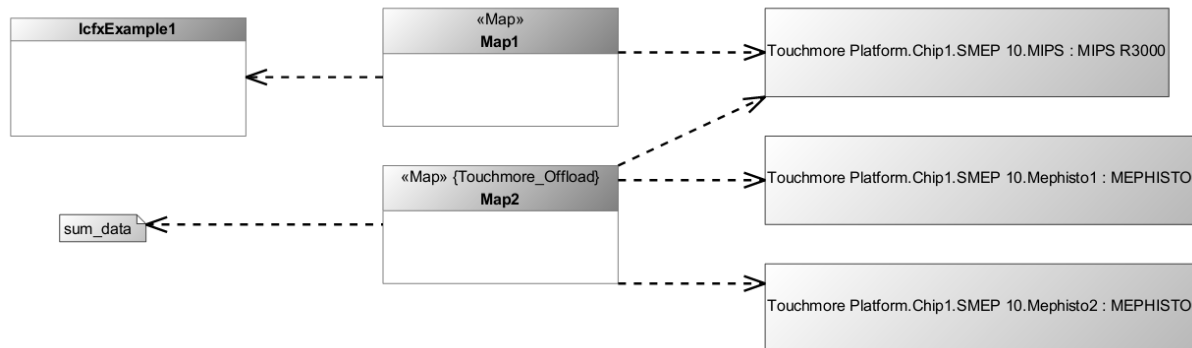 IcfxExample1
«Map»
Map1
Touchmore Platform.Chip1.SMEP 10.MIPS : MIPS R3000
«Map» {Touchmore_Offload}
Map2
Touchmore Platform.Chip1.SMEP 10.Mephisto1 : MEPHISTO
sum_data
Touchmore Platform.Chip1.SMEP 10.Mephisto2 : MEPHISTO